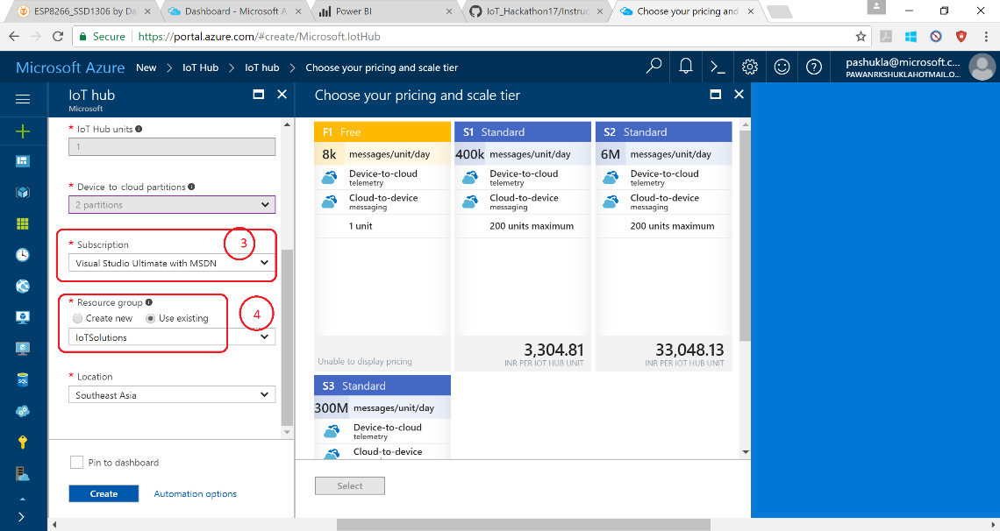 ESP8266_SSD1306 by Da
Dashboard - Microsoft A
Power BI
IoT_Hackathon17/Instruc
Choose your pricing and
Secure
https://portal.azure.com/#create/Microsoft.IotHub
Microsoft Azure New > IoT Hub > IoT hub > Choose your pricing and scale tier
pashukla@microsoft.c...
PAWANRKSHUKLAHOTMAIL.O...
IoT hub
Microsoft
Choose your pricing and scale tier
* IoT Hub units
1
* Device-to-cloud partitions
2 partitions
* Subscription
3
Visual Studio Ultimate with MSDN
* Resource group
4
Create new
Use existing
IoTSolutions
* Location
Southeast Asia
Pin to dashboard
Create
Automation options
F1 Free
8k messages/unit/day
Device-to-cloud
telemetry
Cloud-to-device
messaging
1 unit
Unable to display pricing
S1 Standard
400k messages/unit/day
Device-to-cloud
telemetry
Cloud-to-device
messaging
200 units maximum
3,304.81
INR PER IOT HUB UNIT
S2 Standard
6M messages/unit/day
Device-to-cloud
telemetry
Cloud-to-device
messaging
200 units maximum
33,048.13
INR PER IOT HUB UNIT
S3 Standard
300M messages/unit/day
Device-to-cloud
telemetry
Cloud-to-device
Select
SQL